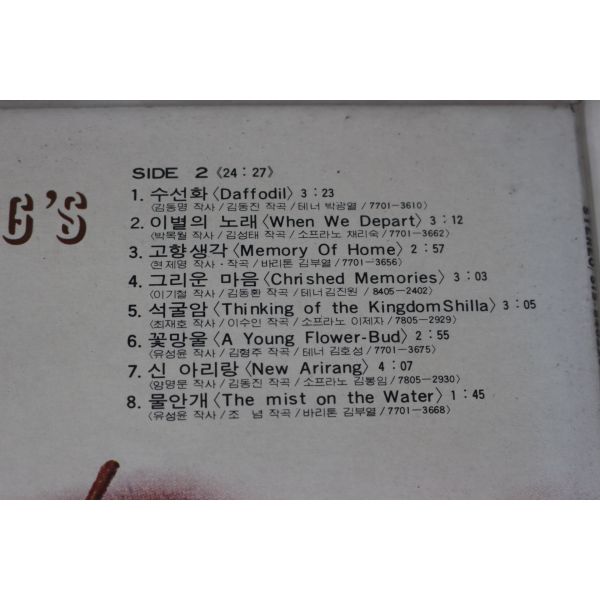 G'S
SIDE 2 《24 : 27》
1. 수선화〈Daffodil〉3 : 23
〈김동명 작사/김동진 작곡/테너 박광열/7701-3610〉
2. 이별의 노래〈When We Depart〉3 : 12
〈박목월 작사/김성태 작곡/소프라노 채리숙/7701-3662〉
3. 고향생각〈Memory Of Home〉2 : 57
〈현제명 작사·작곡/바리톤 김부열/7701-3656〉
4. 그리운 마음〈Chrished Memories〉3 : 03
〈이기철 작사/김동환 작곡/테너김진원/8405-2402〉
5. 석굴암〈Thinking of the KingdomShilla〉3 : 05
〈최재호 작사/이수인 작곡/소프라노 이제자/7805-2929〉
6. 꽃망울〈A Young Flower-Bud〉2 : 55
〈유성윤 작사/김형주 작곡/테너 김호성/7701-3675〉
7. 신 아리랑〈New Arirang〉4 : 07
〈양명문 작사/김동진 작곡/소프라노 김봉임/7805-2930〉
8. 물안개〈The mist on the Water〉1 : 45
〈유성윤 작사/조 념 작곡/바리톤 김부열/7701-3668〉